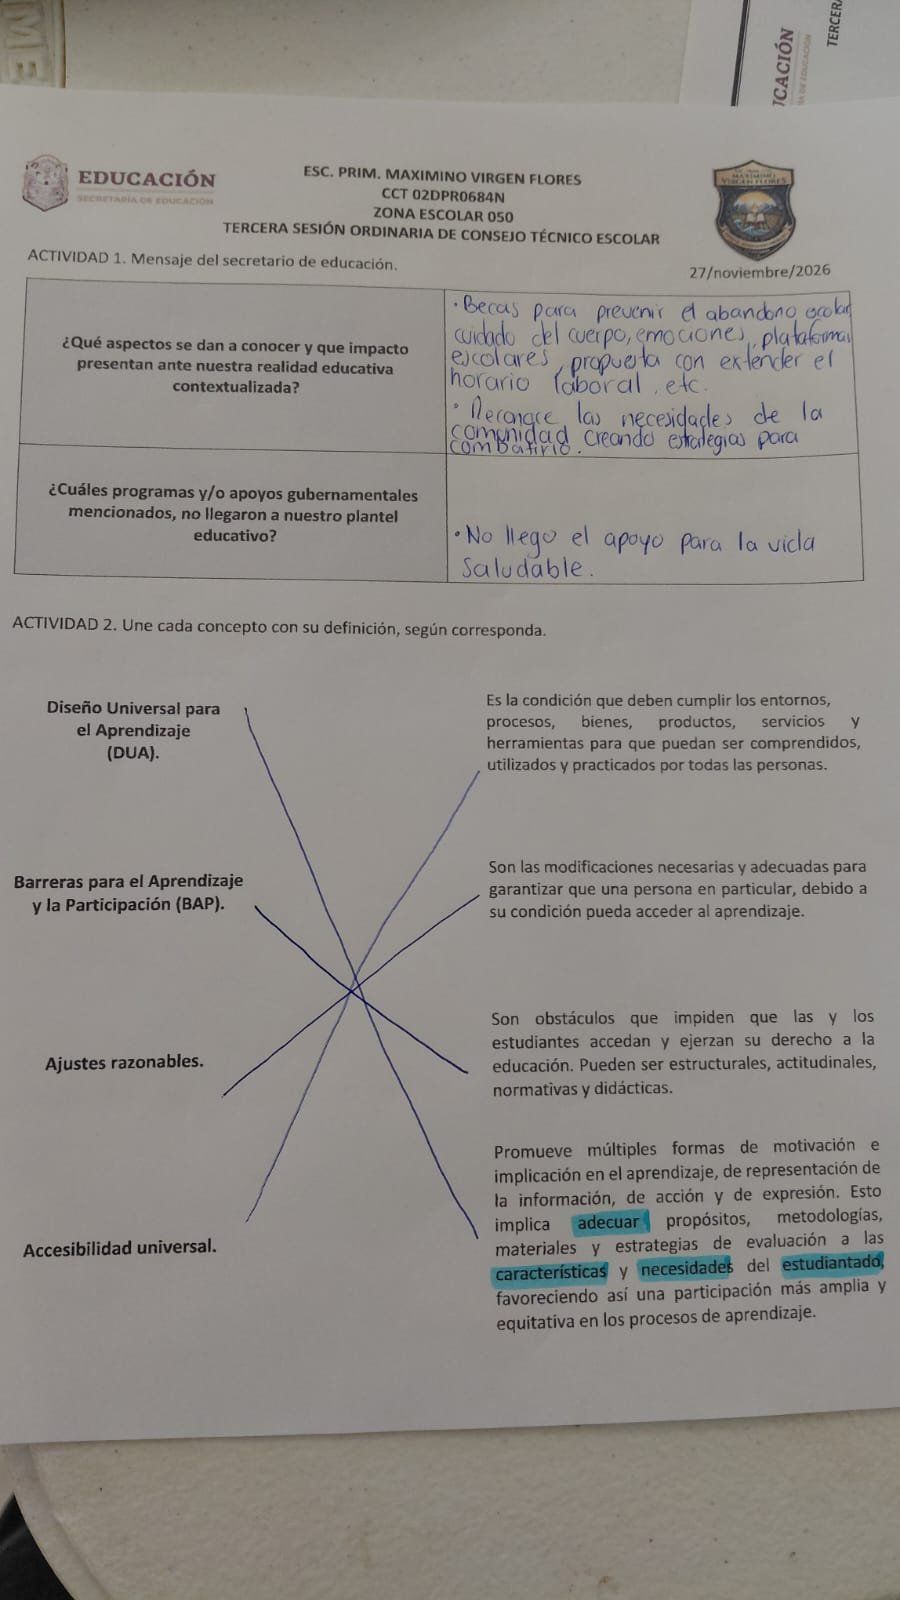 ME
UCACIÓN
TERCERA
EDUCACIÓN
SECRETARÍA DE EDUCACIÓN
ESC. PRIM. MAXIMINO VIRGEN FLORES
CCT 02DPR0684N
ZONA ESCOLAR 050
TERCERA SESIÓN ORDINARIA DE CONSEJO TÉCNICO ESCOLAR
MAXIMINO
VIRGEN FLORES
ACTIVIDAD 1. Mensaje del secretario de educación.
27/noviembre/2026
¿Qué aspectos se dan a conocer y que impacto
presentan ante nuestra realidad educativa
contextualizada?
· Becas para prevenir el abandono escolar,
cuidado del cuerpo, emociones, plataformas
escolares, propuesta con extender el
horario laboral, etc.
· Reconoce las necesidades de la
comunidad creando estrategias para
combatirlo.
¿Cuáles programas y/o apoyos gubernamentales
mencionados, no llegaron a nuestro plantel
educativo?
· No llego el apoyo para la vida
saludable.
ACTIVIDAD 2. Une cada concepto con su definición, según corresponda.
Diseño Universal para
el Aprendizaje
(DUA).
Es la condición que deben cumplir los entornos,
procesos, bienes, productos, servicios y
herramientas para que puedan ser comprendidos,
utilizados y practicados por todas las personas.
Barreras para el Aprendizaje
y la Participación (BAP).
Son las modificaciones necesarias y adecuadas para
garantizar que una persona en particular, debido a
su condición pueda acceder al aprendizaje.
Ajustes razonables.
Son obstáculos que impiden que las y los
estudiantes accedan y ejerzan su derecho a la
educación. Pueden ser estructurales, actitudinales,
normativas y didácticas.
Accesibilidad universal.
Promueve múltiples formas de motivación e
implicación en el aprendizaje, de representación de
la información, de acción y de expresión. Esto
implica adecuar propósitos, metodologías,
materiales y estrategias de evaluación a las
características y necesidades del estudiantado,
favoreciendo así una participación más amplia y
equitativa en los procesos de aprendizaje.